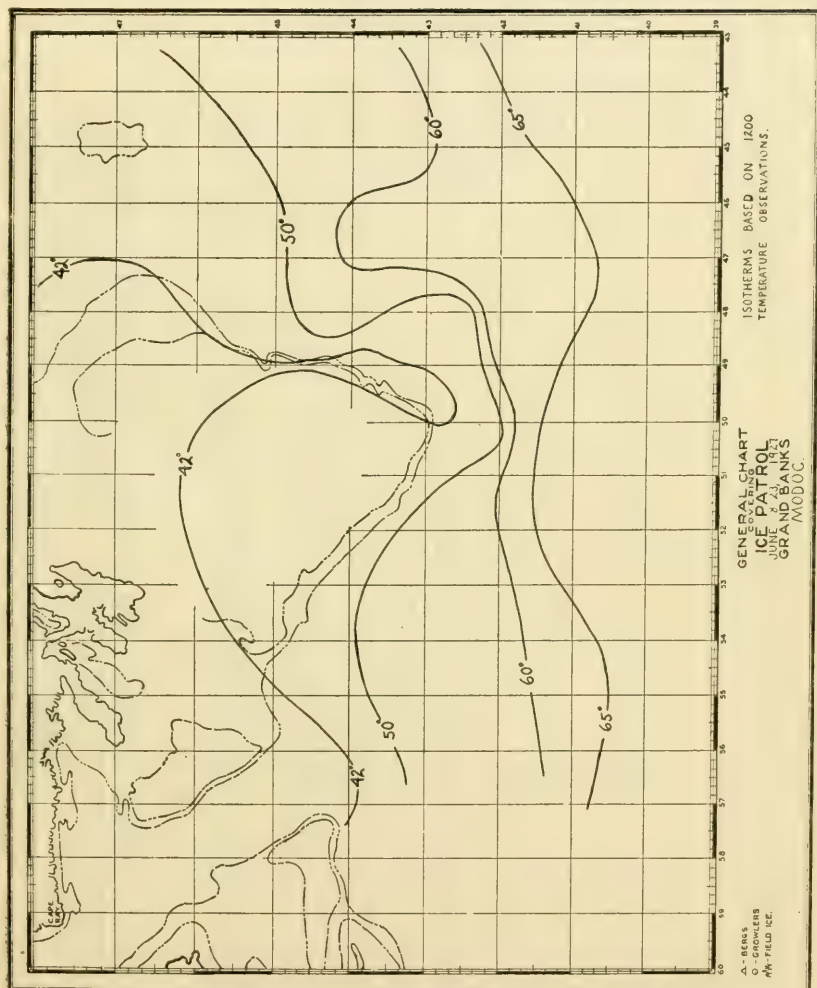 GENERAL CHART
COVERING
ICE PATROL
JUNE 8 23, 1927
GRAND BANKS
MODOC.
ISOTHERMS BASED ON 1200
TEMPERATURE OBSERVATIONS.
△ - BERGS
○ - GROWLERS
- FIELD ICE.
CAPE
RAY
42°
42°
42°
50°
50°
60°
60°
65°
65°
47
46
45
44
43
42
41
40
39
43
44
45
46
47
48
49
50
51
52
53
54
55
56
57
58
59
60